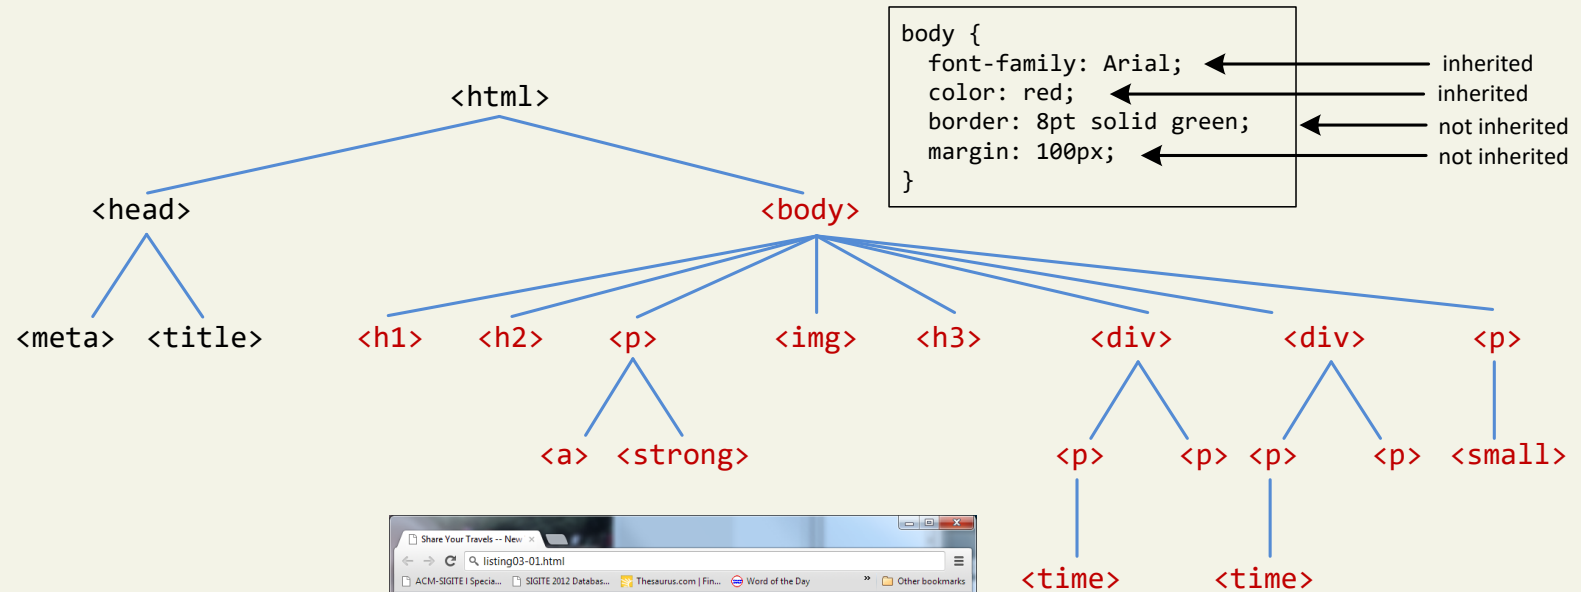 body {
font-family: Arial; inherited
color: red; inherited
border: 8pt solid green; not inherited
margin: 100px; not inherited
}
<html>
<head> <body>
<meta> <title> <h1> <h2> <p> <img> <h3> <div> <div> <p>
<a> <strong> <p> <p> <p> <p> <small>
<time> <time>
Share Your Travels -- New
listing03-01.html
ACM-SIGITE I Specia... SIGITE 2012 Databas... Thesaurus.com | Fin... Word of the Day » Other bookmarks